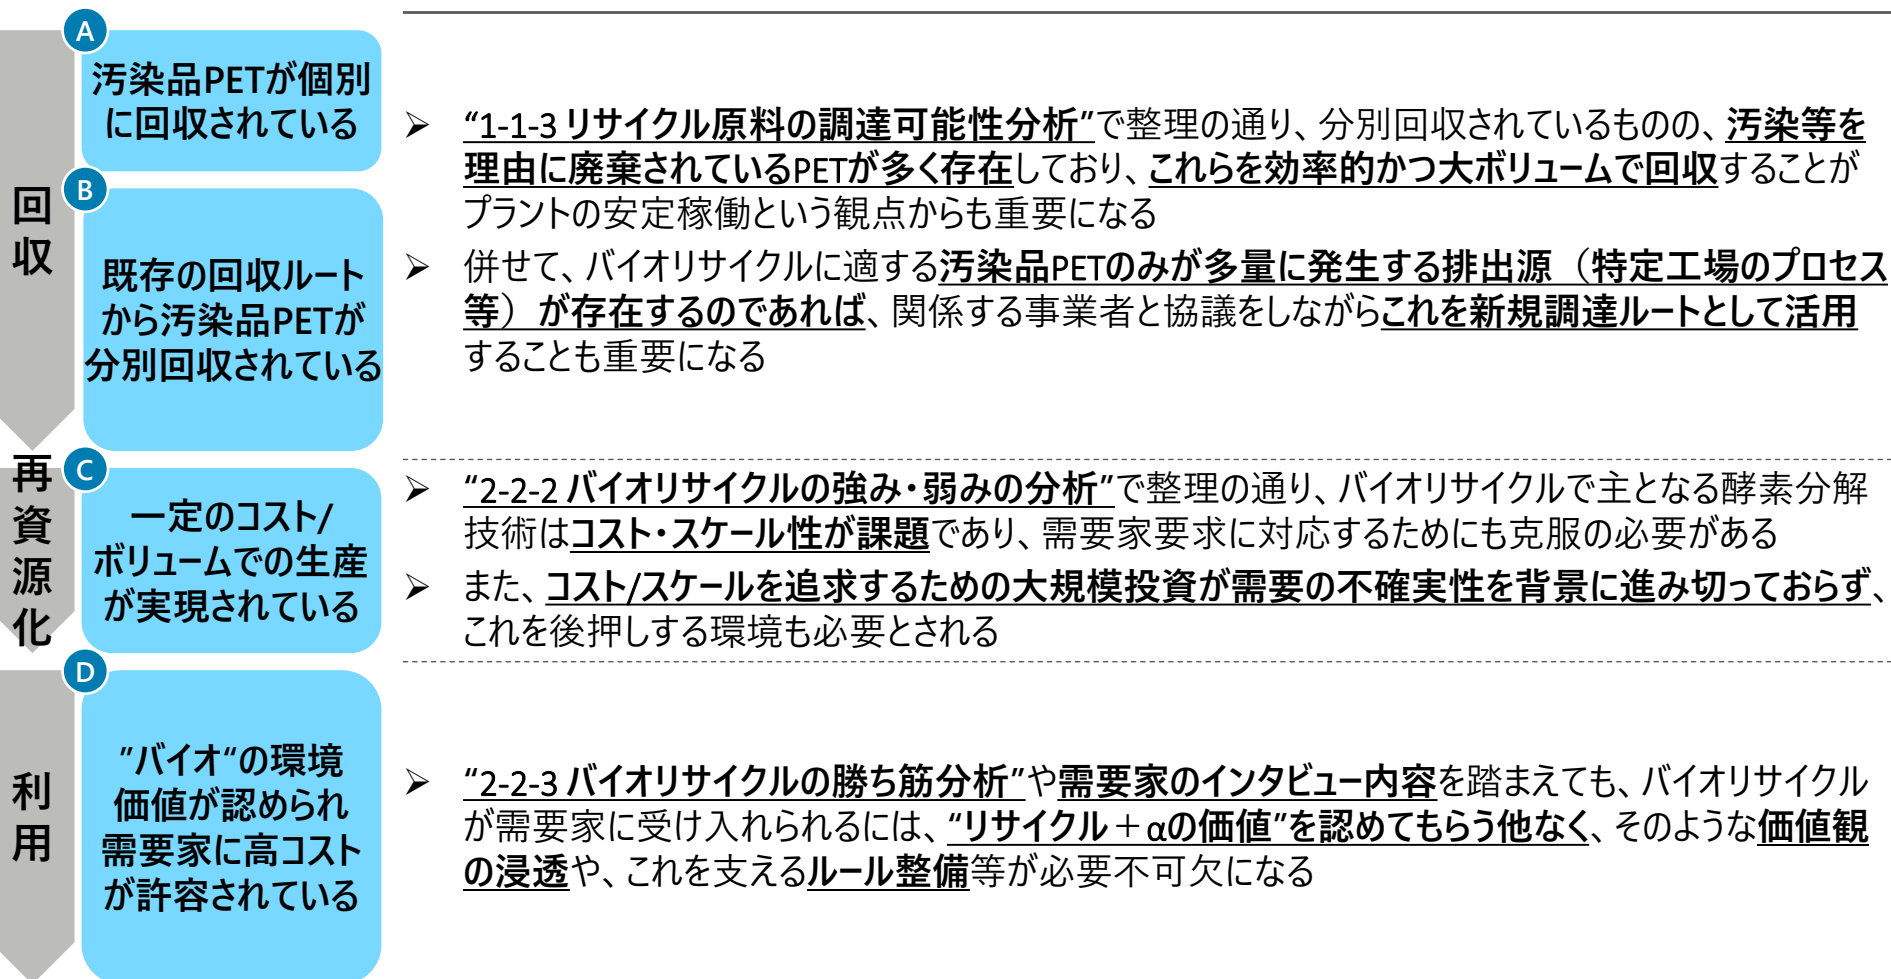 回収
A
汚染品PETが個別
に回収されている
B
既存の回収ルート
から汚染品PETが
分別回収されている
➢ “1-1-3 リサイクル原料の調達可能性分析”で整理の通り、分別回収されているものの、汚染等を
理由に廃棄されているPETが多く存在しており、これらを効率的かつ大ボリュームで回収することが
プラントの安定稼働という観点からも重要になる
➢ 併せて、バイオリサイクルに適する汚染品PETのみが多量に発生する排出源（特定工場のプロセス
等）が存在するのであれば、関係する事業者と協議をしながらこれを新規調達ルートとして活用
することも重要になる
再資源化
C
一定のコスト/
ボリュームでの生産
が実現されている
➢ “2-2-2 バイオリサイクルの強み・弱みの分析”で整理の通り、バイオリサイクルで主となる酵素分解
技術はコスト・スケール性が課題であり、需要家要求に対応するためにも克服の必要がある
➢ また、コスト/スケールを追求するための大規模投資が需要の不確実性を背景に進み切っておらず、
これを後押しする環境も必要とされる
利用
D
”バイオ“の環境
価値が認められ
需要家に高コスト
が許容されている
➢ “2-2-3 バイオリサイクルの勝ち筋分析”や需要家のインタビュー内容を踏まえても、バイオリサイクル
が需要家に受け入れられるには、“リサイクル＋αの価値”を認めてもらう他なく、そのような価値観
の浸透や、これを支えるルール整備等が必要不可欠になる